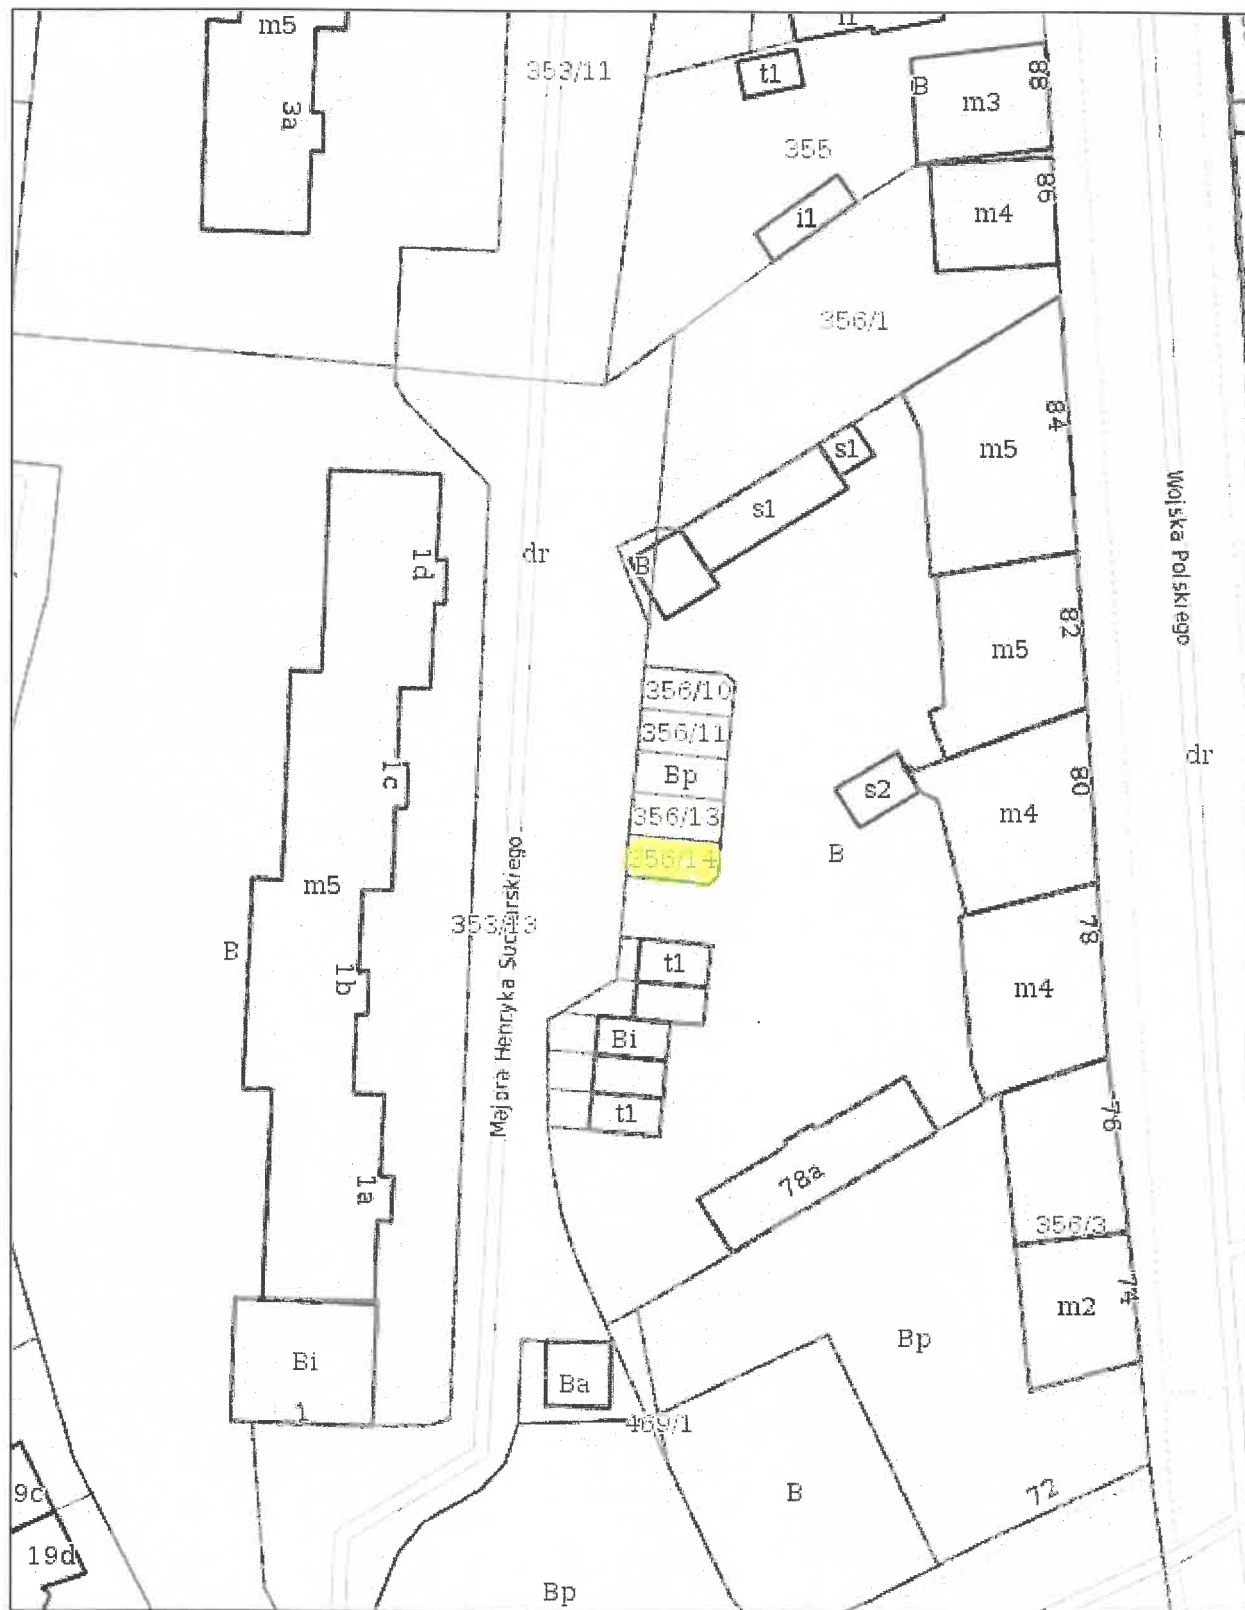 m5
353/11
t1
88
B
m3
3a
355
86
m4
i1
356/1
84
m5
s1
s1
Wojska Polskiego
dr
1d
B
82
m5
356/10
356/11
Bp
356/13
356/14
1c
s2
80
m4
dr
B
m5
Majora Henryka Sucharskiego
353/13
B
78
t1
1b
m4
Bi
t1
76
78a
1a
356/3
74
m2
Bp
Bi
1
Ba
469/1
B
72
9c
19d
Bp